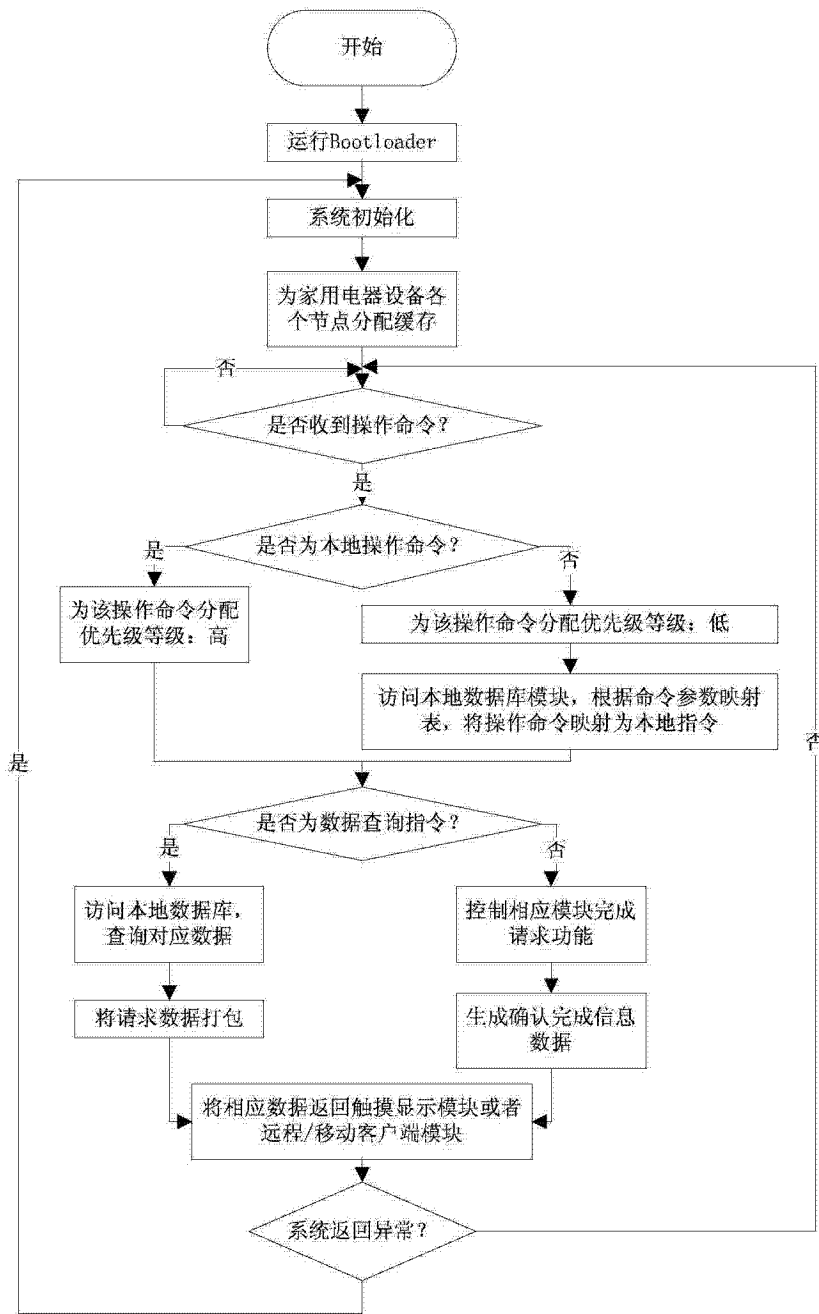 开始
运行Bootloader
系统初始化
为家用电器设备各
个节点分配缓存
否
是否收到操作命令?
是
是否为本地操作命令?
是
否
为该操作命令分配
优先级等级: 高
为该操作命令分配优先级等级: 低
访问本地数据库模块, 根据命令参数映射
表, 将操作命令映射为本地指令
是
否
是否为数据查询指令?
是
否
访问本地数据库,
查询对应数据
控制相应模块完成
请求功能
将请求数据打包
生成确认完成信息
数据
将相应数据返回触摸显示模块或者
远程/移动客户端模块
系统返回异常?